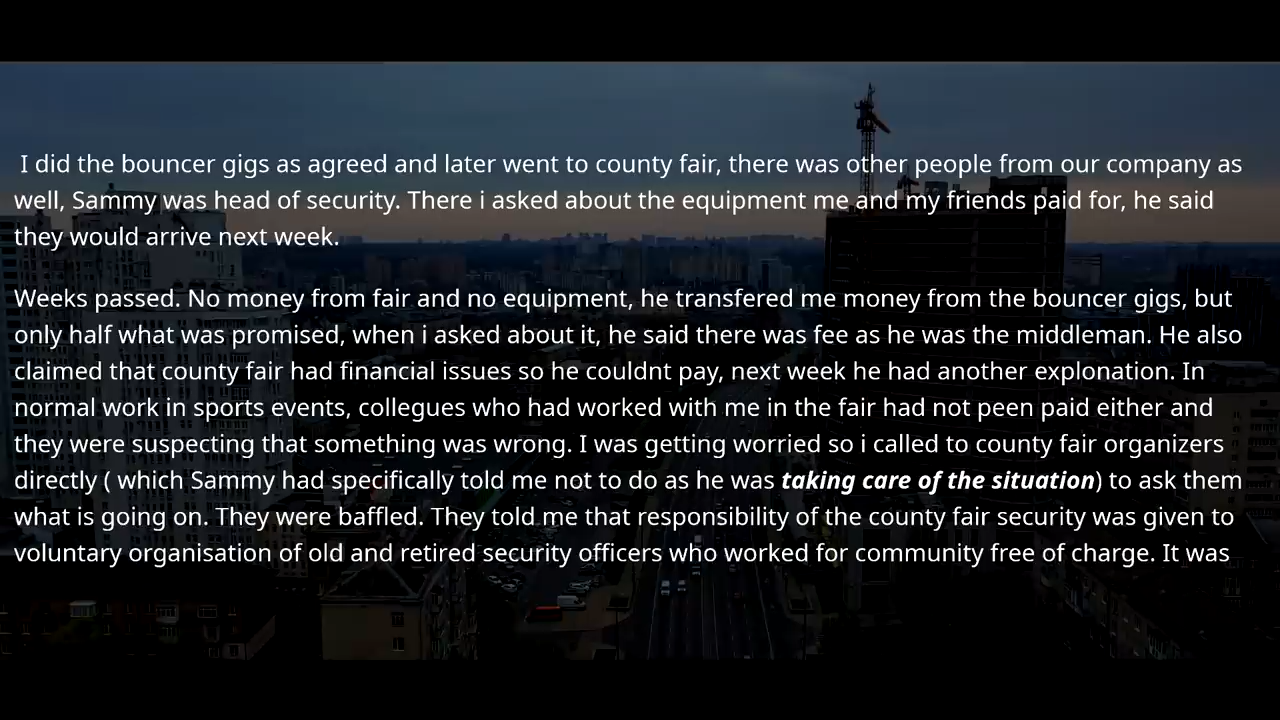 I did the bouncer gigs as agreed and later went to county fair, there was other people from our company as
well, Sammy was head of security. There i asked about the equipment me and my friends paid for, he said
they would arrive next week.
Weeks passed. No money from fair and no equipment, he transfered me money from the bouncer gigs, but
only half what was promised, when i asked about it, he said there was fee as he was the middleman. He also
claimed that county fair had financial issues so he couldnt pay, next week he had another explonation. In
normal work in sports events, collegues who had worked with me in the fair had not peen paid either and
they were suspecting that something was wrong. I was getting worried so i called to county fair organizers
directly ( which Sammy had specifically told me not to do as he was taking care of the situation) to ask them
what is going on. They were baffled. They told me that responsibility of the county fair security was given to
voluntary organisation of old and retired security officers who worked for community free of charge. It was